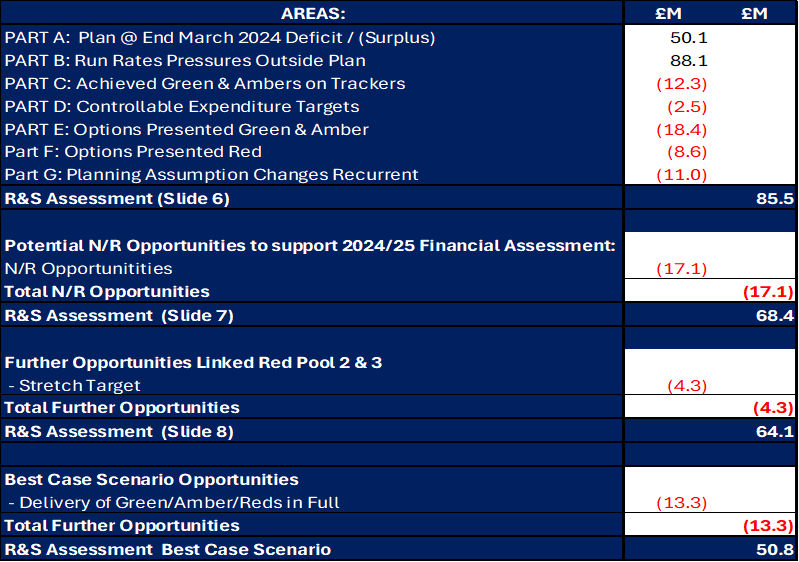 AREAS: £M £M
PART A: Plan @ End March 2024 Deficit / (Surplus) 50.1
PART B: Run Rates Pressures Outside Plan 88.1
PART C: Achieved Green & Ambers on Trackers (12.3)
PART D: Controllable Expenditure Targets (2.5)
PART E: Options Presented Green & Amber (18.4)
Part F: Options Presented Red (8.6)
Part G: Planning Assumption Changes Recurrent (11.0)
R&S Assessment (Slide 6) 85.5
Potential N/R Opportunities to support 2024/25 Financial Assessment:
N/R Opportunitities (17.1)
Total N/R Opportunities (17.1)
R&S Assessment (Slide 7) 68.4
Further Opportunities Linked Red Pool 2 & 3
- Stretch Target (4.3)
Total Further Opportunities (4.3)
R&S Assessment (Slide 8) 64.1
Best Case Scenario Opportunities
- Delivery of Green/Amber/Reds in Full (13.3)
Total Further Opportunities (13.3)
R&S Assessment Best Case Scenario 50.8